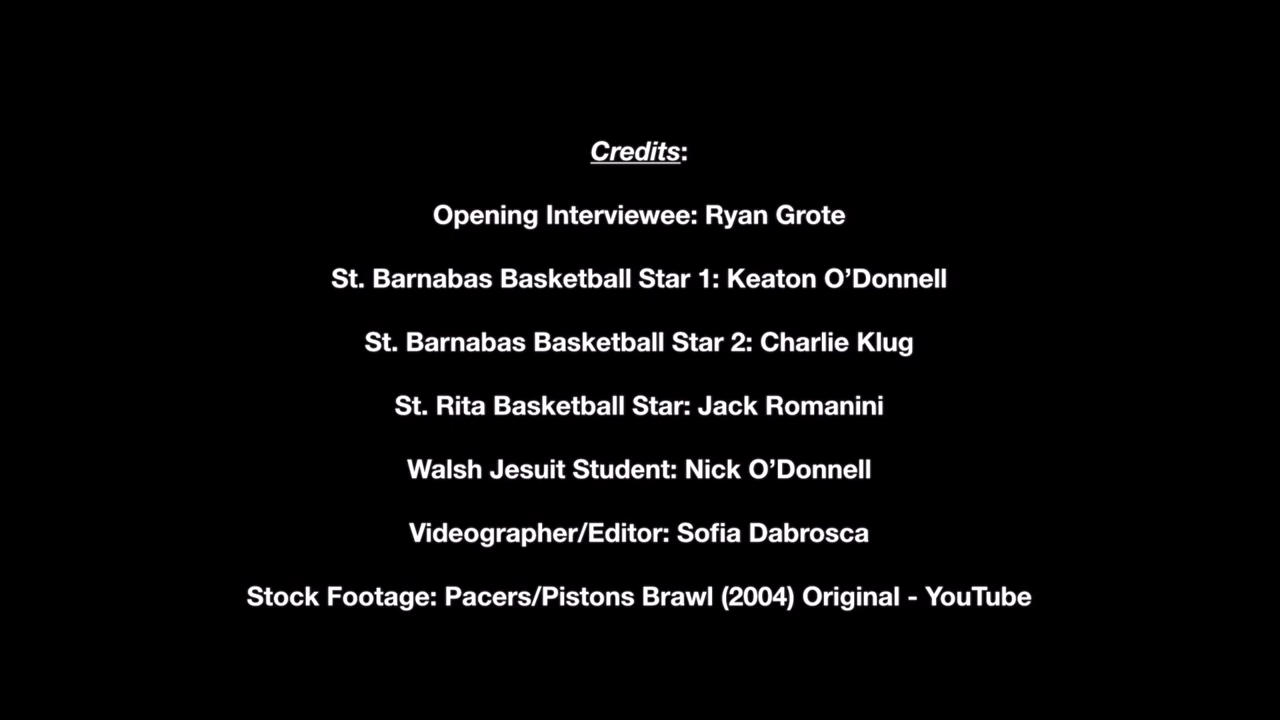 Credits:
Opening Interviewee: Ryan Grote
St. Barnabas Basketball Star 1: Keaton O’Donnell
St. Barnabas Basketball Star 2: Charlie Klug
St. Rita Basketball Star: Jack Romanini
Walsh Jesuit Student: Nick O’Donnell
Videographer/Editor: Sofia Dabrosca
Stock Footage: Pacers/Pistons Brawl (2004) Original - YouTube